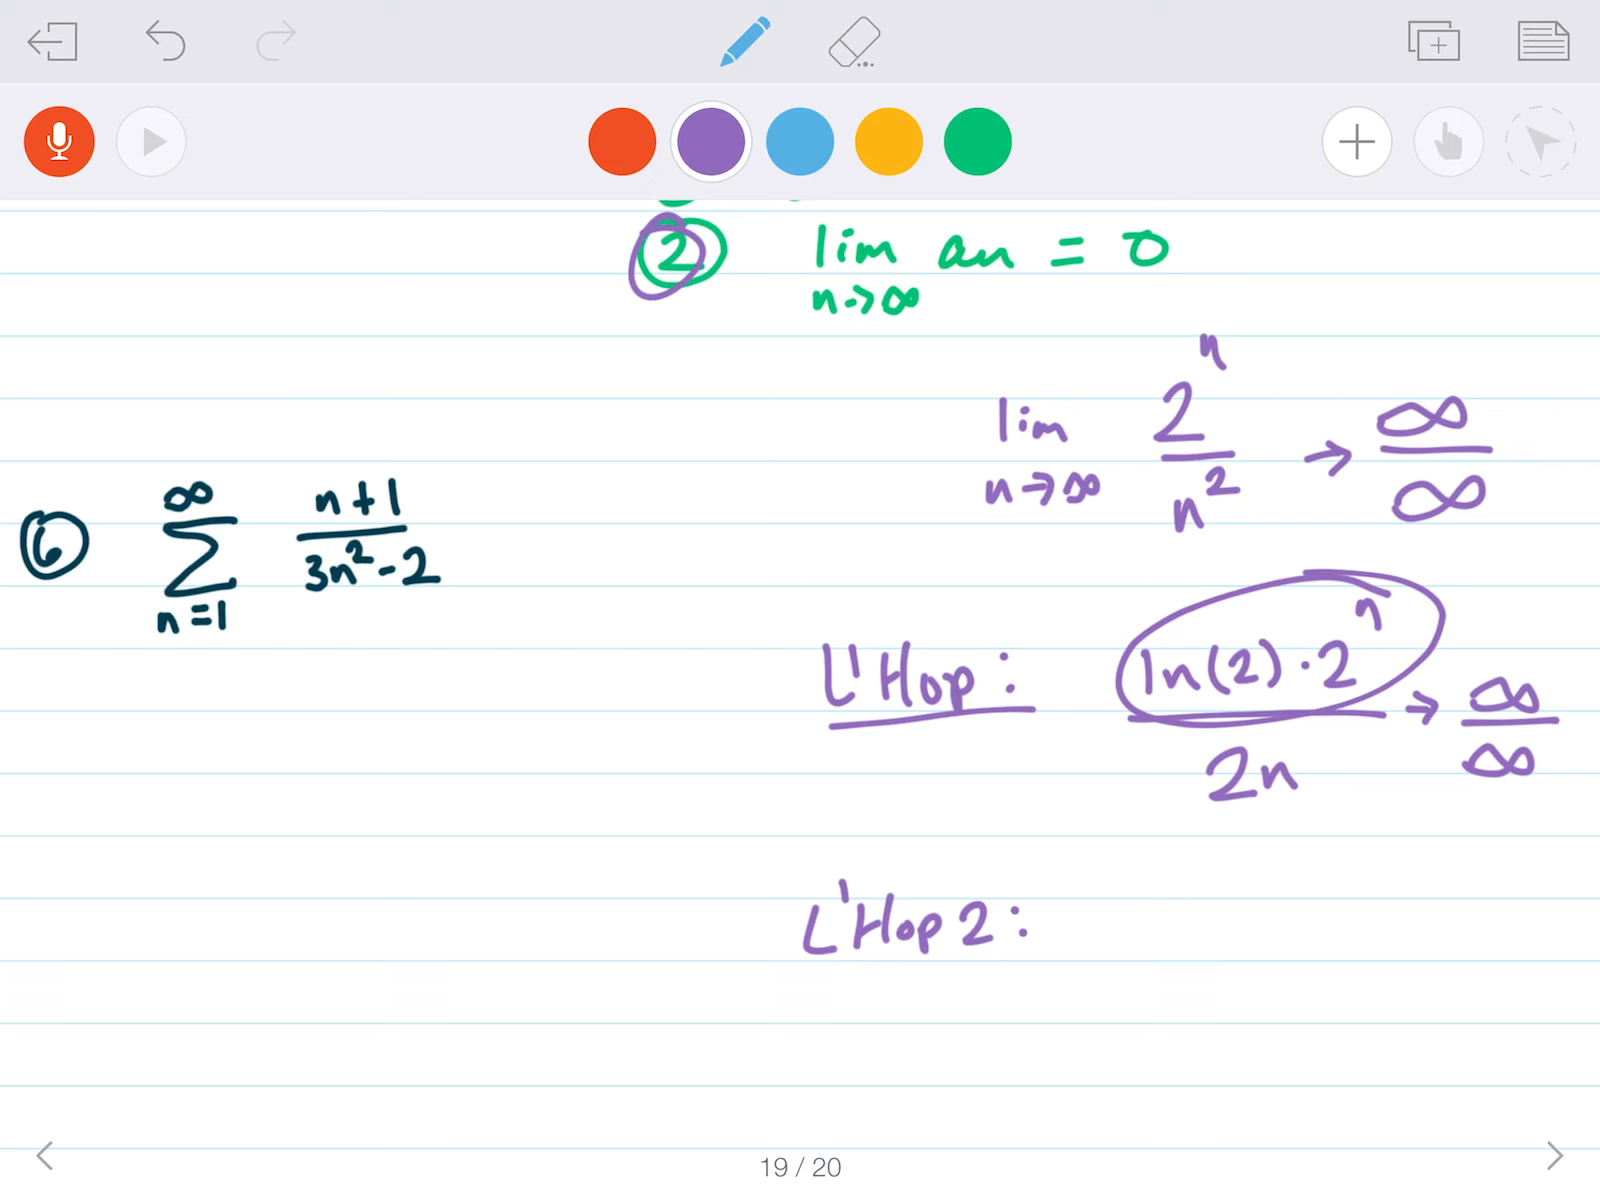 ② lim an = 0
n→∞
lim 2^n / n^2 → ∞/∞
n→∞
⑥ ∞ Σ n=1 (n+1)/(3n^2-2)
L'Hop: ln(2)·2^n / 2n → ∞/∞
L'Hop 2:
19 / 20